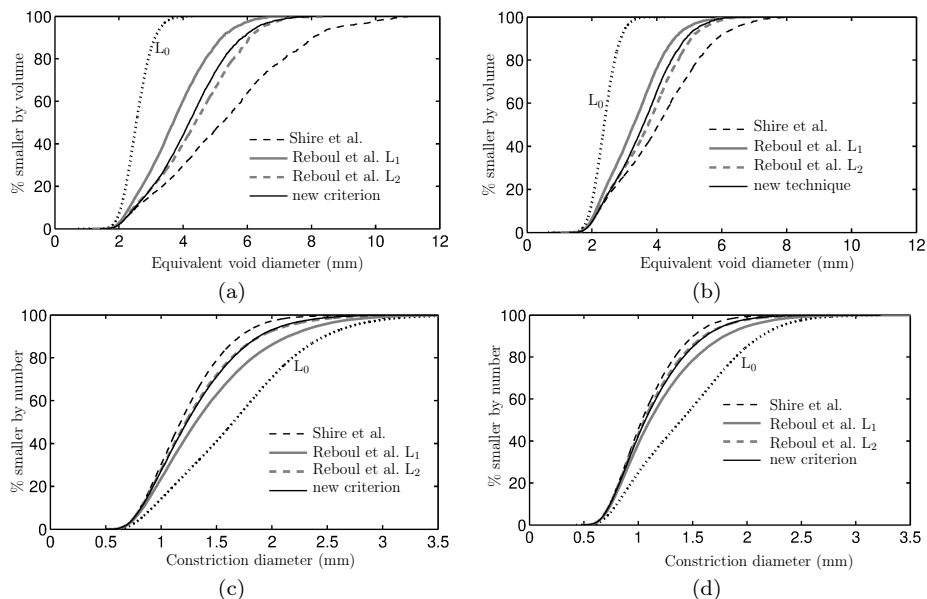 % smaller by volume
100
80
60
40
20
0
L0
Shire et al.
Reboul et al. L1
Reboul et al. L2
new criterion
0 2 4 6 8 10 12
Equivalent void diameter (mm)
(a)
% smaller by volume
100
80
60
40
20
0
L0
Shire et al.
Reboul et al. L1
Reboul et al. L2
new technique
0 2 4 6 8 10 12
Equivalent void diameter (mm)
(b)
% smaller by number
100
80
60
40
20
0
L0
Shire et al.
Reboul et al. L1
Reboul et al. L2
new criterion
0 0.5 1 1.5 2 2.5 3 3.5
Constriction diameter (mm)
(c)
% smaller by number
100
80
60
40
20
0
L0
Shire et al.
Reboul et al. L1
Reboul et al. L2
new criterion
0 0.5 1 1.5 2 2.5 3 3.5
Constriction diameter (mm)
(d)